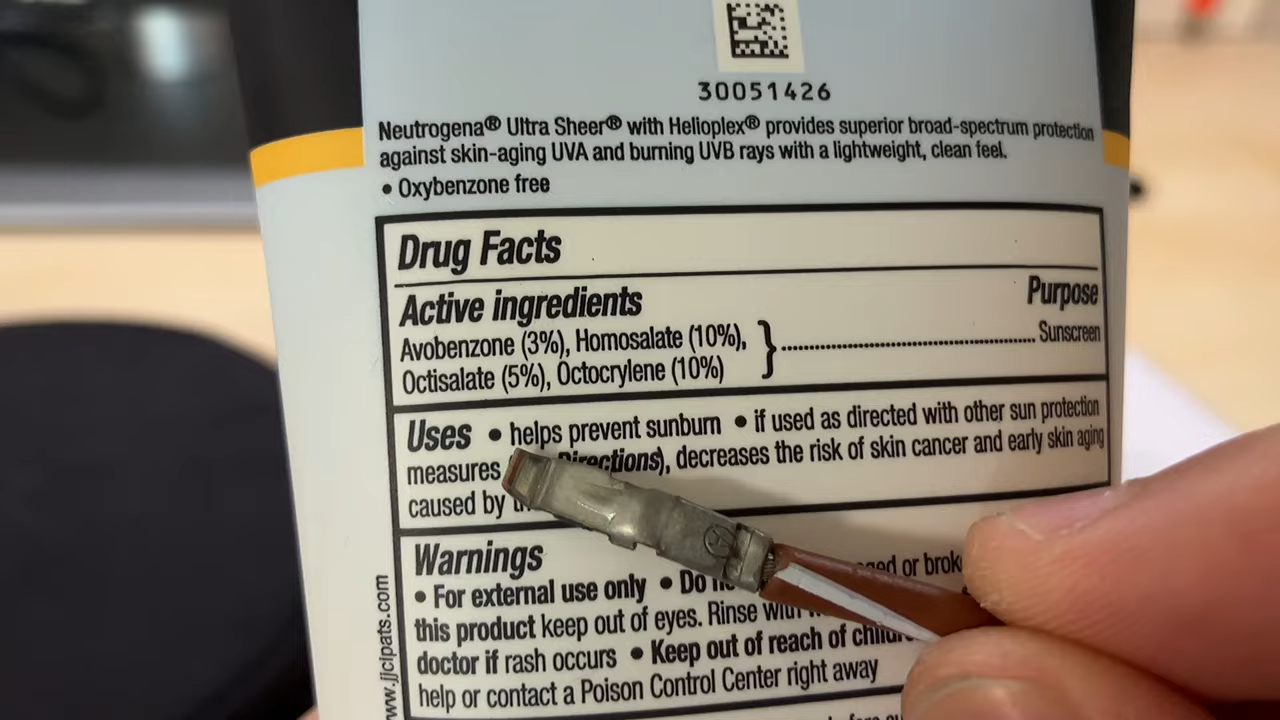 30051426
Neutrogena® Ultra Sheer® with Helioplex® provides superior broad-spectrum protection
against skin-aging UVA and burning UVB rays with a lightweight, clean feel.
• Oxybenzone free
Drug Facts
Active ingredients Purpose
Avobenzone (3%), Homosalate (10%),
Octisalate (5%), Octocrylene (10%) } Sunscreen
Uses • helps prevent sunburn • if used as directed with other sun protection
measures Directions), decreases the risk of skin cancer and early skin aging
caused by
Warnings
• For external use only • Do or
this product keep out of eyes. Rinse
doctor if rash occurs • Keep out of reach of
help or contact a Poison Control Center right away
www.jjcipats.com